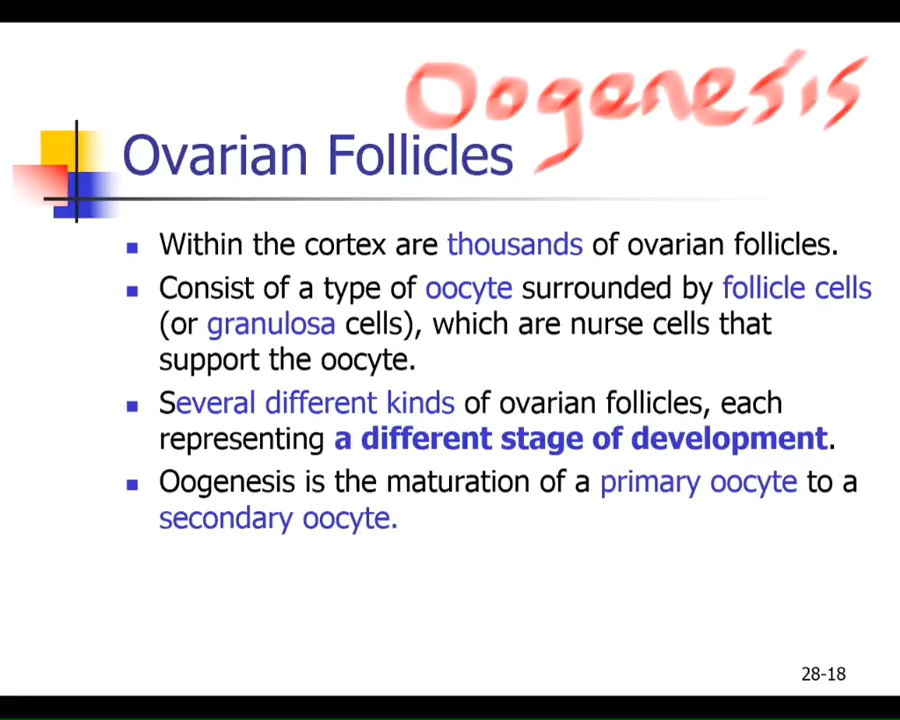 Oogenesis
Ovarian Follicles
Within the cortex are thousands of ovarian follicles.
Consist of a type of oocyte surrounded by follicle cells
(or granulosa cells), which are nurse cells that
support the oocyte.
Several different kinds of ovarian follicles, each
representing a different stage of development.
Oogenesis is the maturation of a primary oocyte to a
secondary oocyte.
28-18